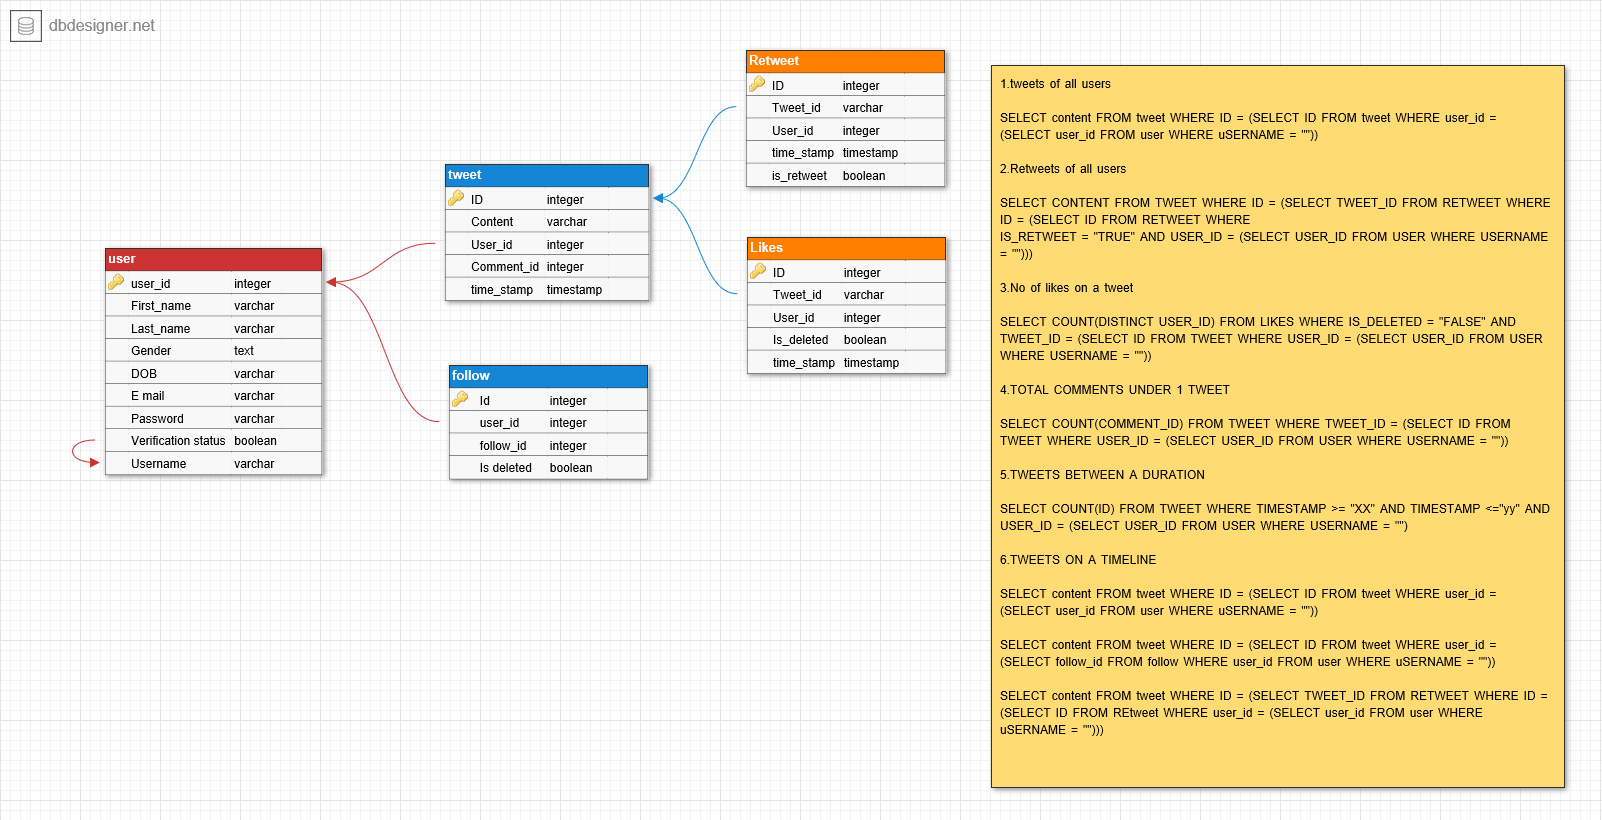 dbdesigner.net
user
user_id integer
First_name varchar
Last_name varchar
Gender text
DOB varchar
E mail varchar
Password varchar
Verification status boolean
Username varchar
tweet
ID integer
Content varchar
User_id integer
Comment_id integer
time_stamp timestamp
follow
Id integer
user_id integer
follow_id integer
Is deleted boolean
Retweet
ID integer
Tweet_id varchar
User_id integer
time_stamp timestamp
is_retweet boolean
Likes
ID integer
Tweet_id varchar
User_id integer
Is_deleted boolean
time_stamp timestamp
1.tweets of all users
SELECT content FROM tweet WHERE ID = (SELECT ID FROM tweet WHERE user_id =
(SELECT user_id FROM user WHERE uSERNAME = ""))
2.Retweets of all users
SELECT CONTENT FROM TWEET WHERE ID = (SELECT TWEET_ID FROM RETWEET WHERE
ID = (SELECT ID FROM RETWEET WHERE
IS_RETWEET = "TRUE" AND USER_ID = (SELECT USER_ID FROM USER WHERE USERNAME
= "")))
3.No of likes on a tweet
SELECT COUNT(DISTINCT USER_ID) FROM LIKES WHERE IS_DELETED = "FALSE" AND
TWEET_ID = (SELECT ID FROM TWEET WHERE USER_ID = (SELECT USER_ID FROM USER
WHERE USERNAME = ""))
4.TOTAL COMMENTS UNDER 1 TWEET
SELECT COUNT(COMMENT_ID) FROM TWEET WHERE TWEET_ID = (SELECT ID FROM
TWEET WHERE USER_ID = (SELECT USER_ID FROM USER WHERE USERNAME = ""))
5.TWEETS BETWEEN A DURATION
SELECT COUNT(ID) FROM TWEET WHERE TIMESTAMP >= "XX" AND TIMESTAMP <="yy" AND
USER_ID = (SELECT USER_ID FROM USER WHERE USERNAME = "")
6.TWEETS ON A TIMELINE
SELECT content FROM tweet WHERE ID = (SELECT ID FROM tweet WHERE user_id =
(SELECT user_id FROM user WHERE uSERNAME = ""))
SELECT content FROM tweet WHERE ID = (SELECT ID FROM tweet WHERE user_id =
(SELECT follow_id FROM follow WHERE user_id FROM user WHERE uSERNAME = ""))
SELECT content FROM tweet WHERE ID = (SELECT TWEET_ID FROM RETWEET WHERE ID =
(SELECT ID FROM REtweet WHERE user_id = (SELECT user_id FROM user WHERE
uSERNAME = "")))